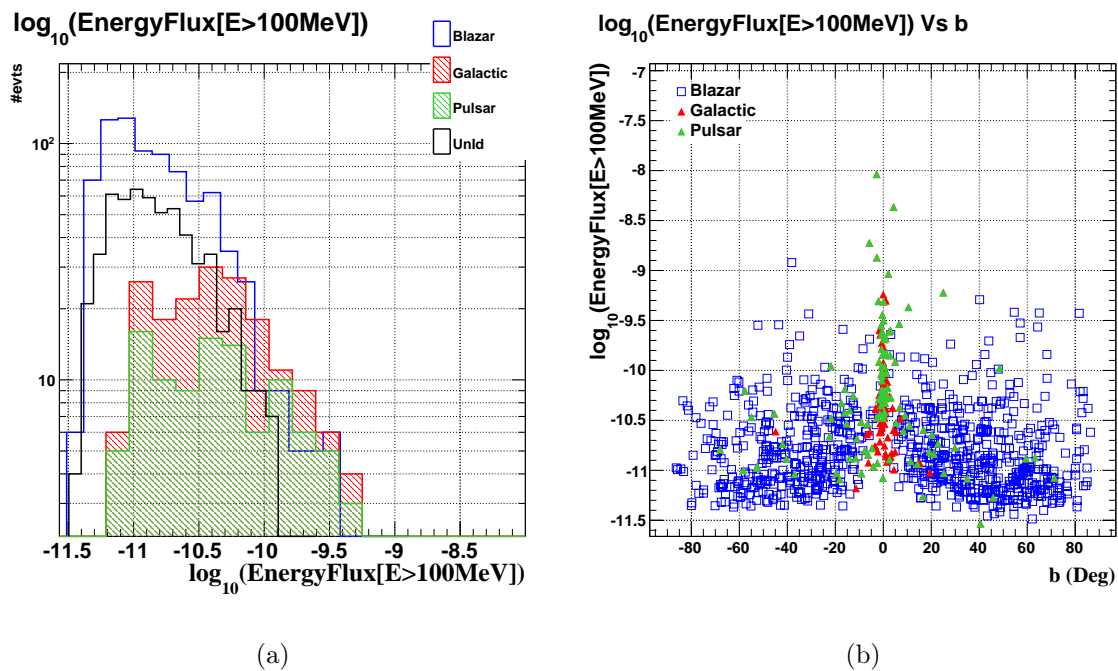 log10(EnergyFlux[E>100MeV])
#evts
Blazar
Galactic
Pulsar
UnId
10²
10
-11.5 -11 -10.5 -10 -9.5 -9 -8.5
log10(EnergyFlux[E>100MeV])
(a)
log10(EnergyFlux[E>100MeV]) Vs b
log10(EnergyFlux[E>100MeV])
Blazar
Galactic
Pulsar
-7
-7.5
-8
-8.5
-9
-9.5
-10
-10.5
-11
-11.5
-80 -60 -40 -20 0 20 40 60 80
b (Deg)
(b)